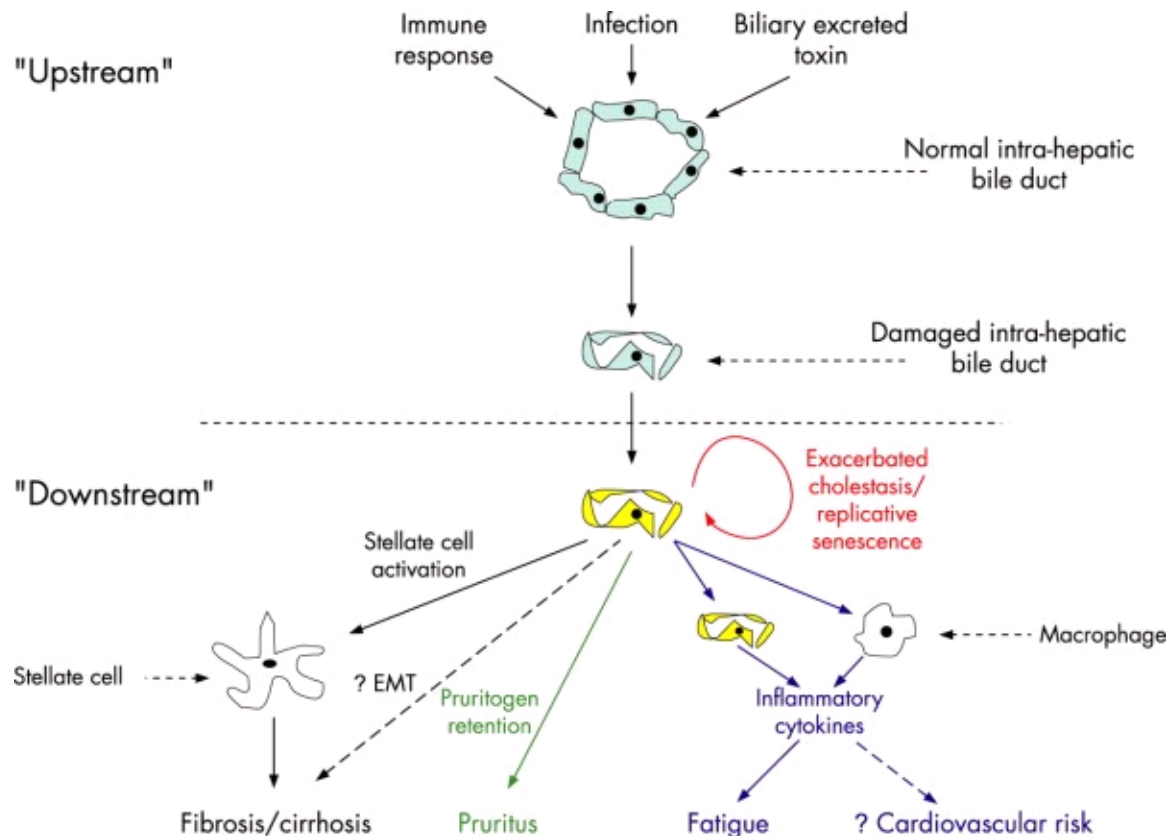 Immune
response
Infection
Biliary excreted
toxin
"Upstream"
Normal intra-hepatic
bile duct
Damaged intra-hepatic
bile duct
"Downstream"
Exacerbated
cholestasis/
replicative
senescence
Stellate cell
activation
Macrophage
Stellate cell
? EMT
Pruritogen
retention
Inflammatory
cytokines
Fibrosis/cirrhosis
Pruritus
Fatigue
? Cardiovascular risk